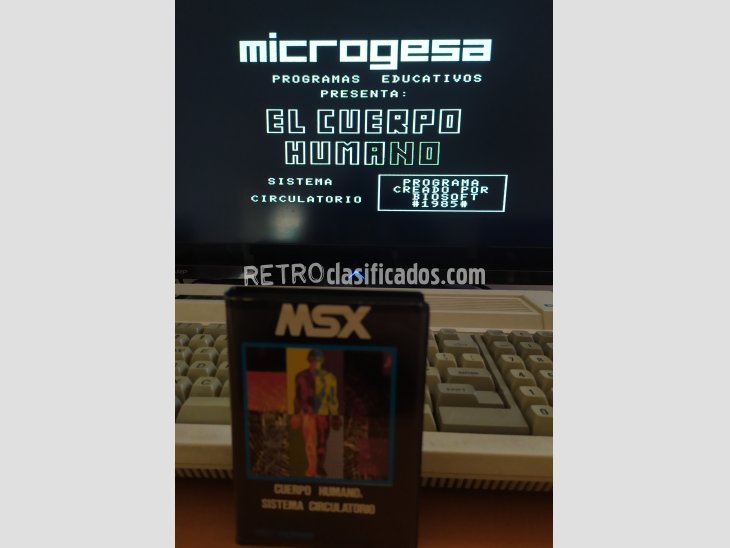 microgesa
PROGRAMAS EDUCATIVOS
PRESENTA:
EL CUERPO
HUMANO
SISTEMA
CIRCULATORIO
PROGRAMA
CREADO POR
BIOSOFT
#1985#
RETROclasificados.com
MSX
CUERPO HUMANO.
SISTEMA CIRCULATORIO